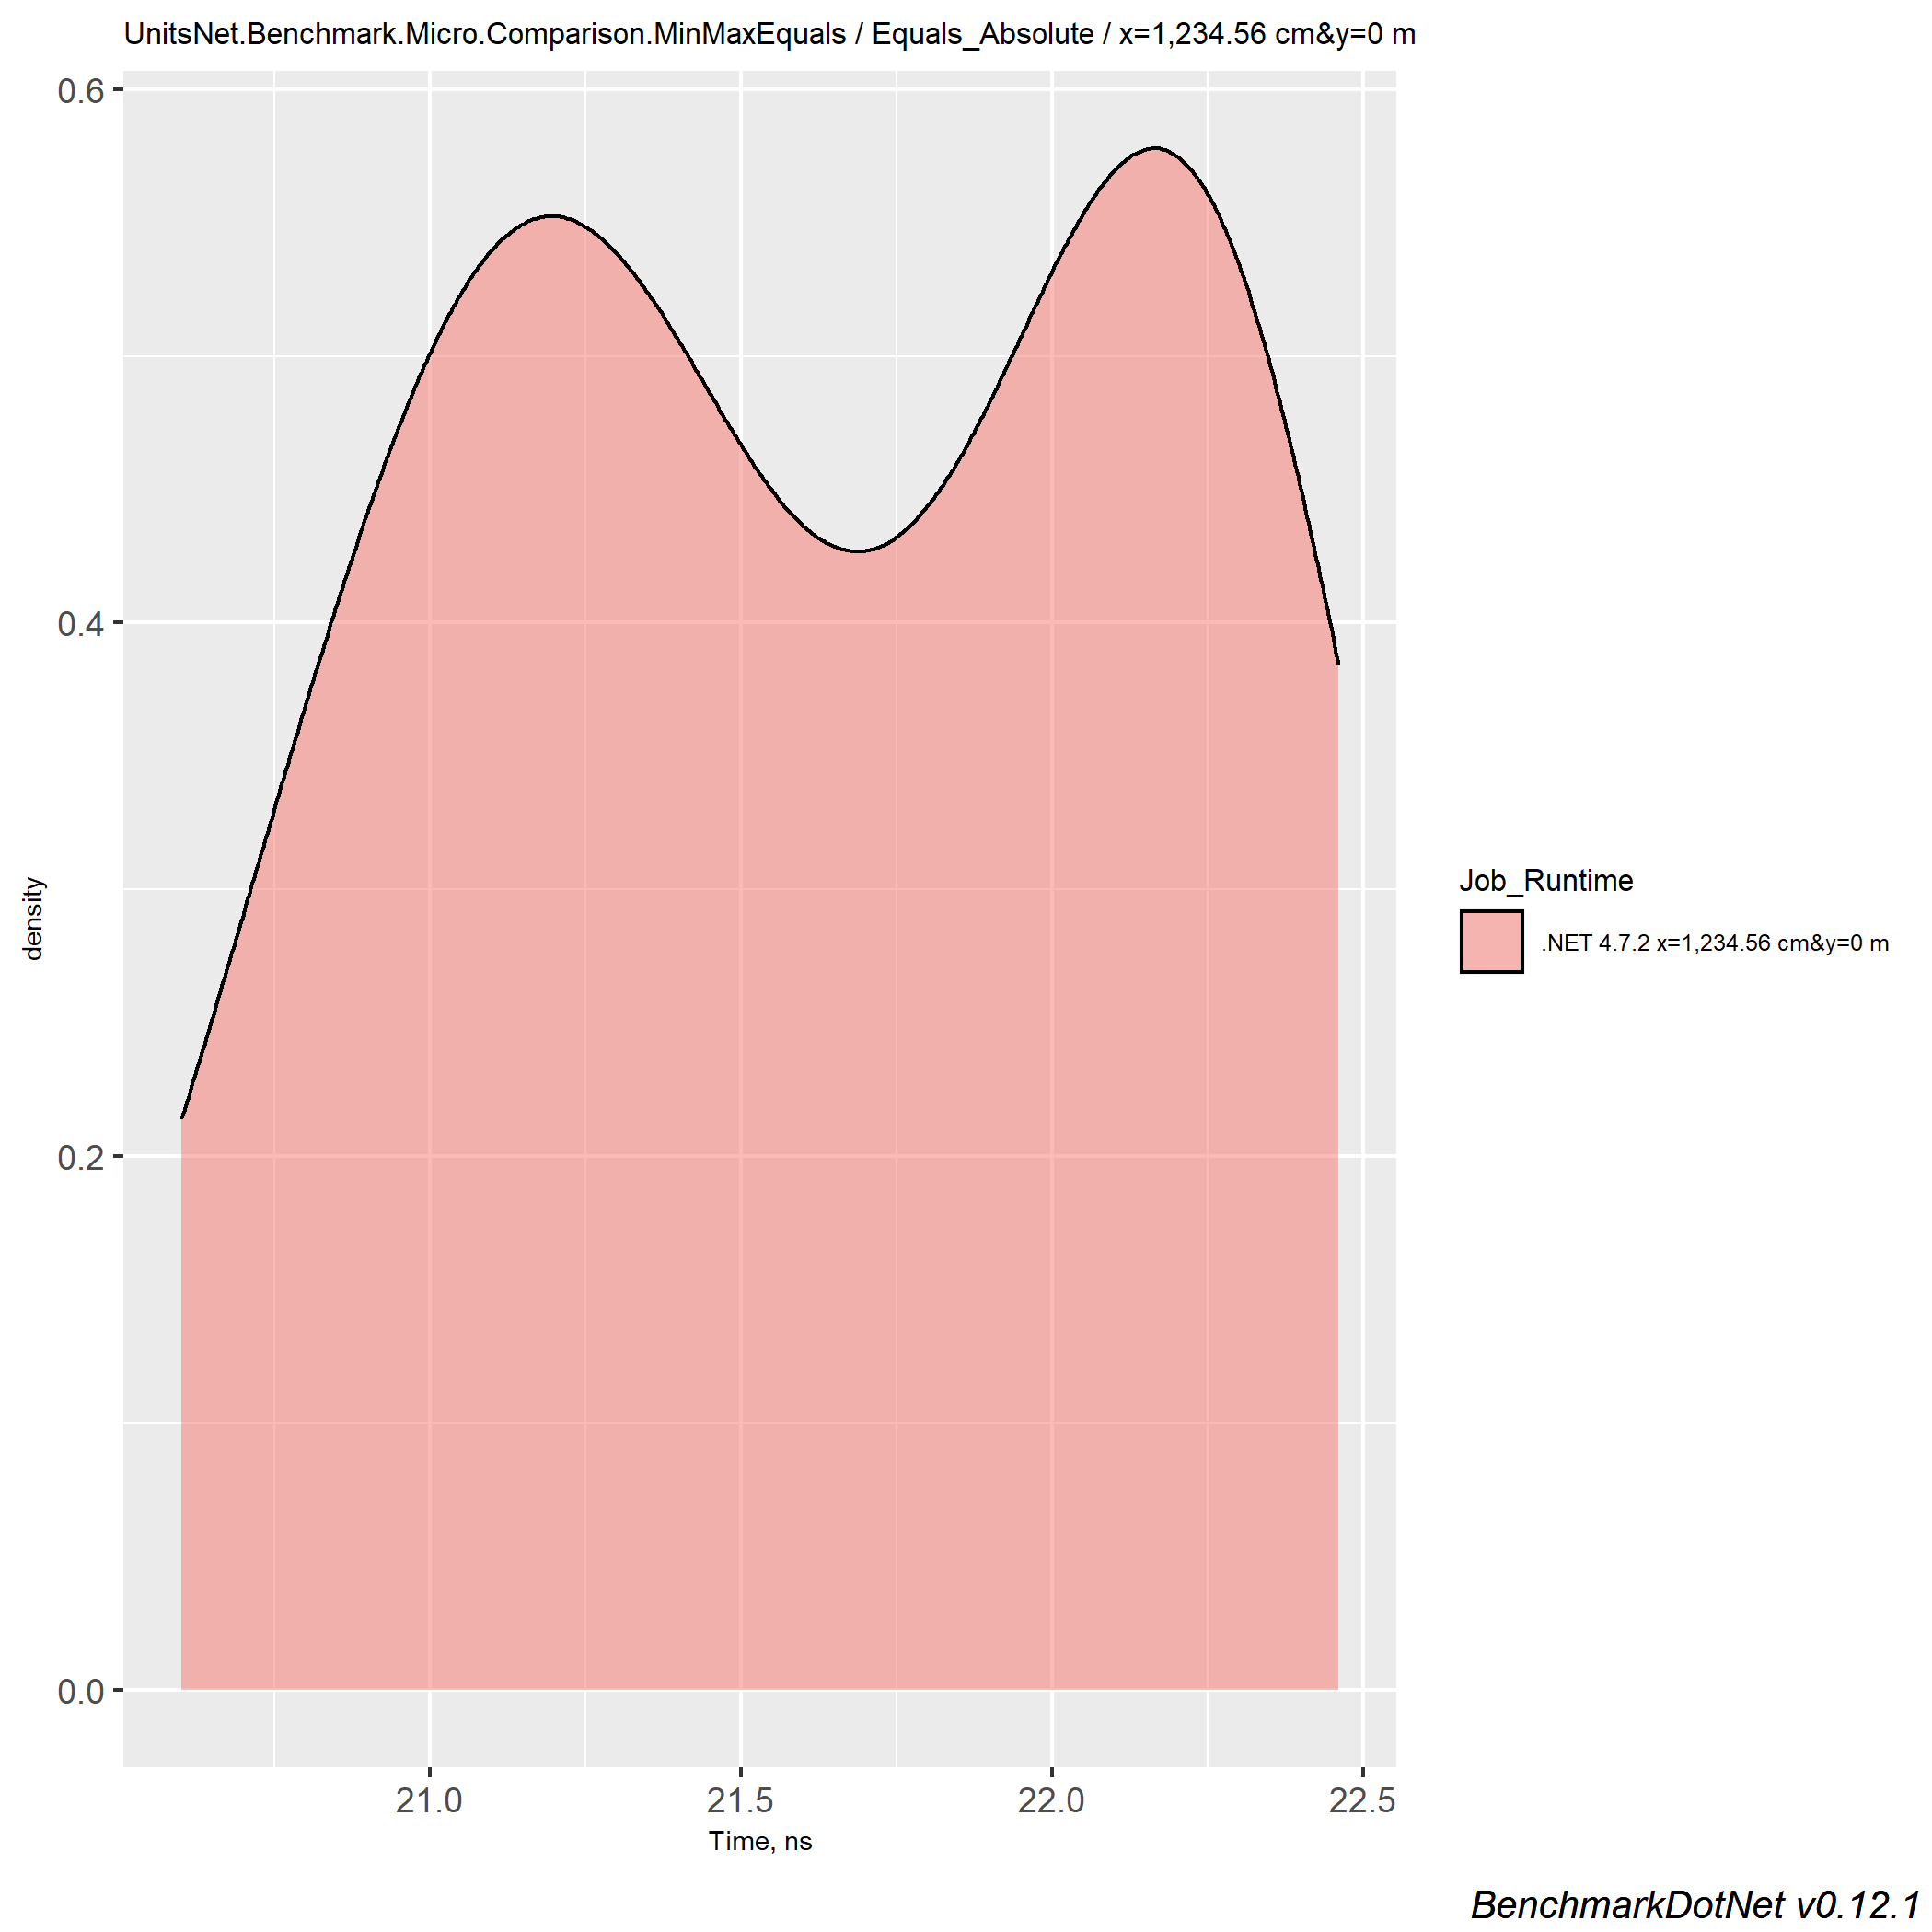 UnitsNet.Benchmark.Micro.Comparison.MinMaxEquals / Equals_Absolute / x=1,234.56 cm&y=0 m
0.6
0.4
0.2
0.0
density
21.0 21.5 22.0 22.5
Time, ns
Job_Runtime
.NET 4.7.2 x=1,234.56 cm&y=0 m
BenchmarkDotNet v0.12.1